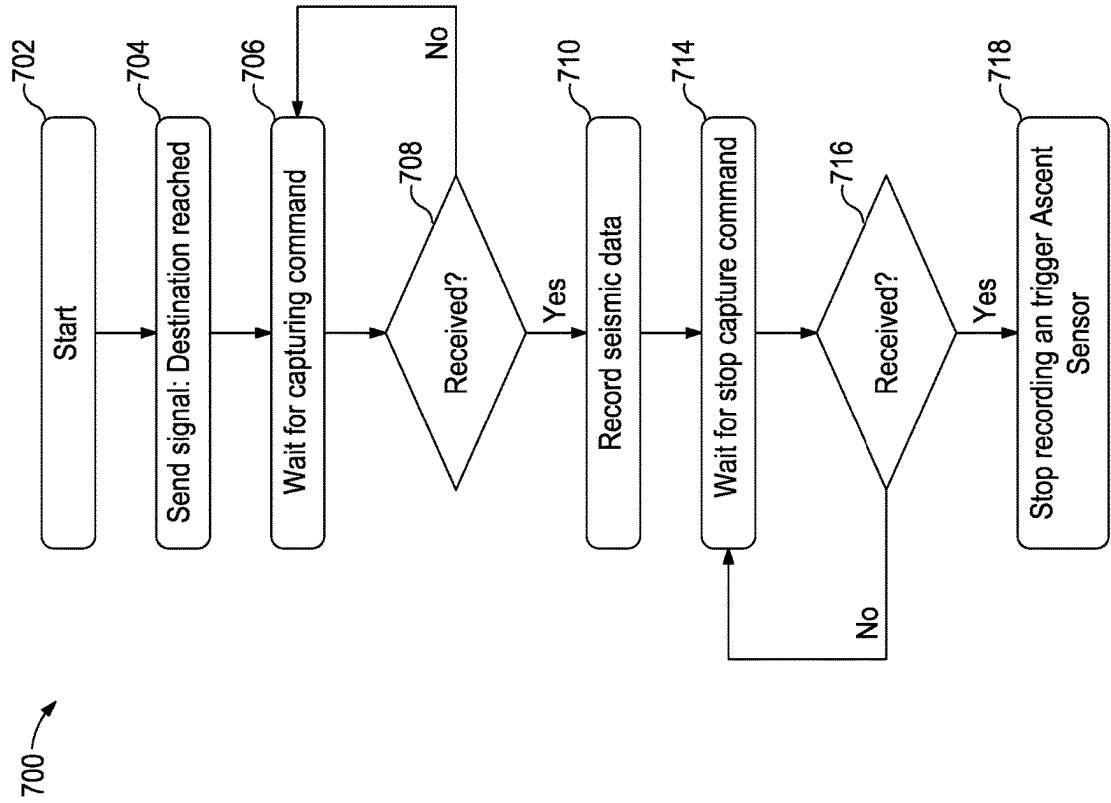 700
702
Start
704
Send signal: Destination reached
706
Wait for capturing command
708
Received?
No
Yes
710
Record seismic data
714
Wait for stop capture command
716
Received?
No
Yes
718
Stop recording an trigger Ascent
Sensor